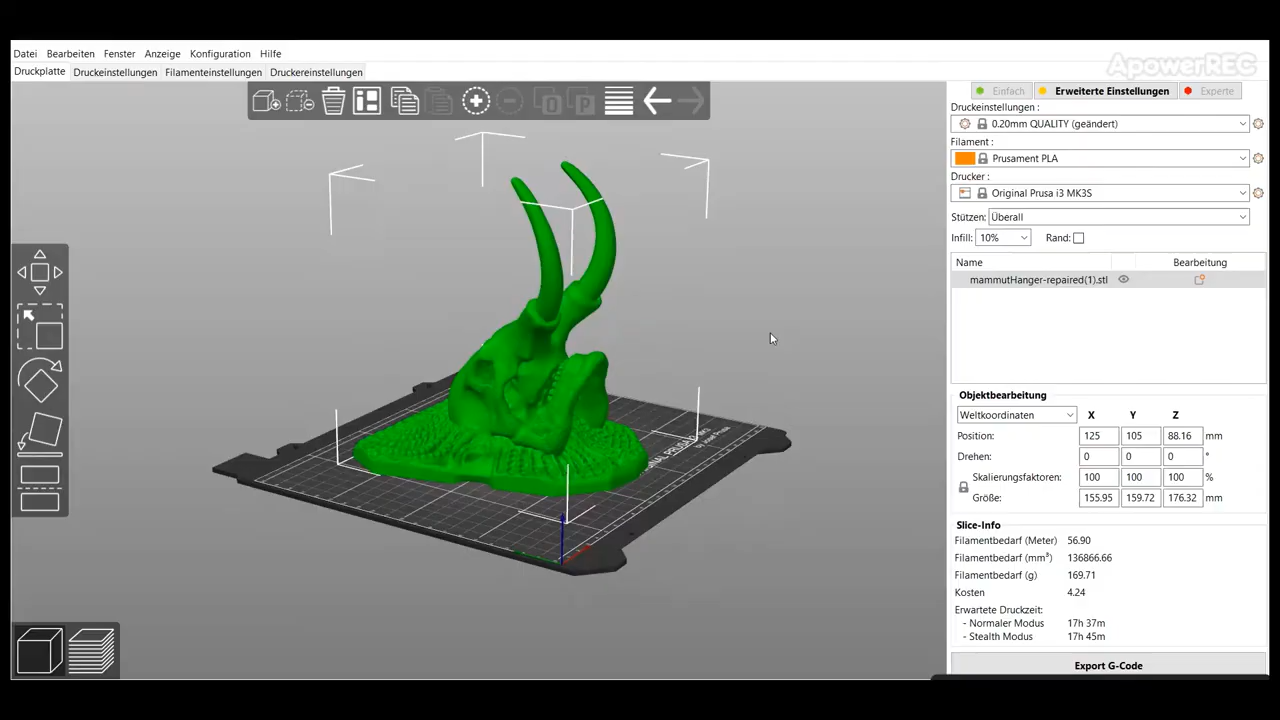 ApowerREC
Datei Bearbeiten Fenster Anzeige Konfiguration Hilfe
Druckplatte Druckeinstellungen Filamenteinstellungen Druckereinstellungen
Einfach Erweiterte Einstellungen Experte
Druckeinstellungen :
0.20mm QUALITY (geändert)
Filament :
Prusament PLA
Drucker :
Original Prusa i3 MK3S
Stützen: Überall
Infill: 10% Rand:
Name Bearbeitung
mammutHanger-repaired(1).stl
Objektbearbeitung
Weltkoordinaten X Y Z
Position: 125 105 88.16 mm
Drehen: 0 0 0 °
Skalierungsfaktoren: 100 100 100 %
Größe: 155.95 159.72 176.32 mm
Slice-Info
Filamentbedarf (Meter) 56.90
Filamentbedarf (mm³) 136866.66
Filamentbedarf (g) 169.71
Kosten 4.24
Erwartete Druckzeit:
- Normaler Modus 17h 37m
- Stealth Modus 17h 45m
Export G-Code